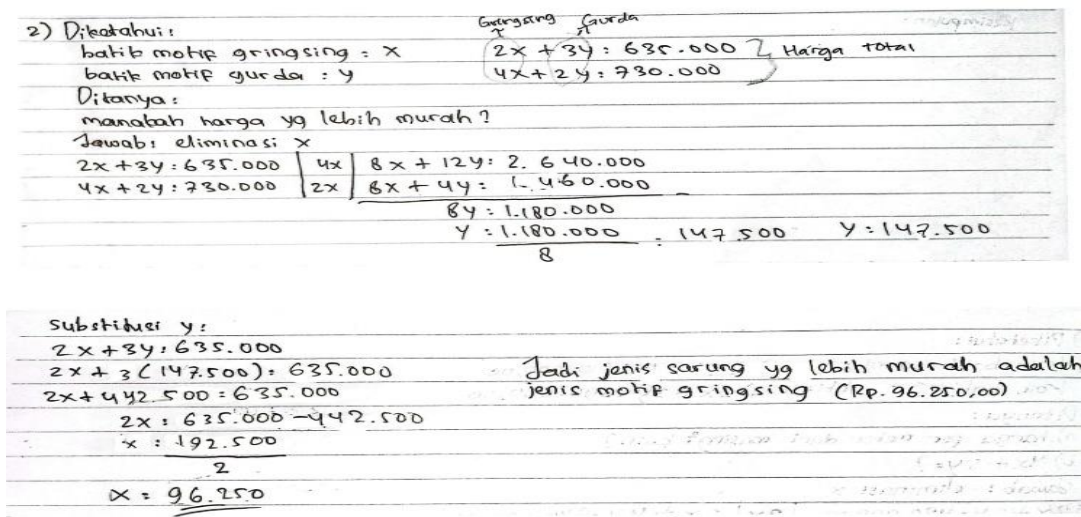 Gringsing Gurda
2) Diketahui:
batik motif gringsing : x 2x + 3y : 635.000 } Harga total
batik motif gurda : y 4x + 2y : 730.000
Ditanya:
manakah harga yg lebih murah?
Jawab: eliminasi x
2x + 3y : 635.000 | 4x | 8x + 12y : 2.640.000
4x + 2y : 730.000 | 2x | 8x + 4y : 1.460.000 -
8y : 1.180.000
y : 1.180.000 : 147.500 y : 147.500
8
Substitusi y :
2x + 3y : 635.000
2x + 3 (147.500) : 635.000 Jadi jenis sarung yg lebih murah adalah
2x + 442.500 = 635.000 jenis motif gringsing (Rp. 96.250,00)
2x : 635.000 - 442.500
x : 192.500
2
x : 96.250